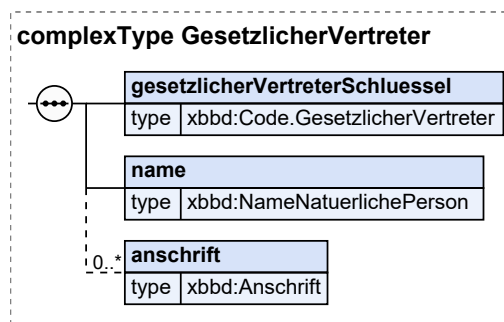 complexType GesetzlicherVertreter
gesetzlicherVertreterSchluessel
type xbbd:Code.GesetzlicherVertreter
name
type xbbd:NameNatuerlichePerson
0..* anschrift
type xbbd:Anschrift